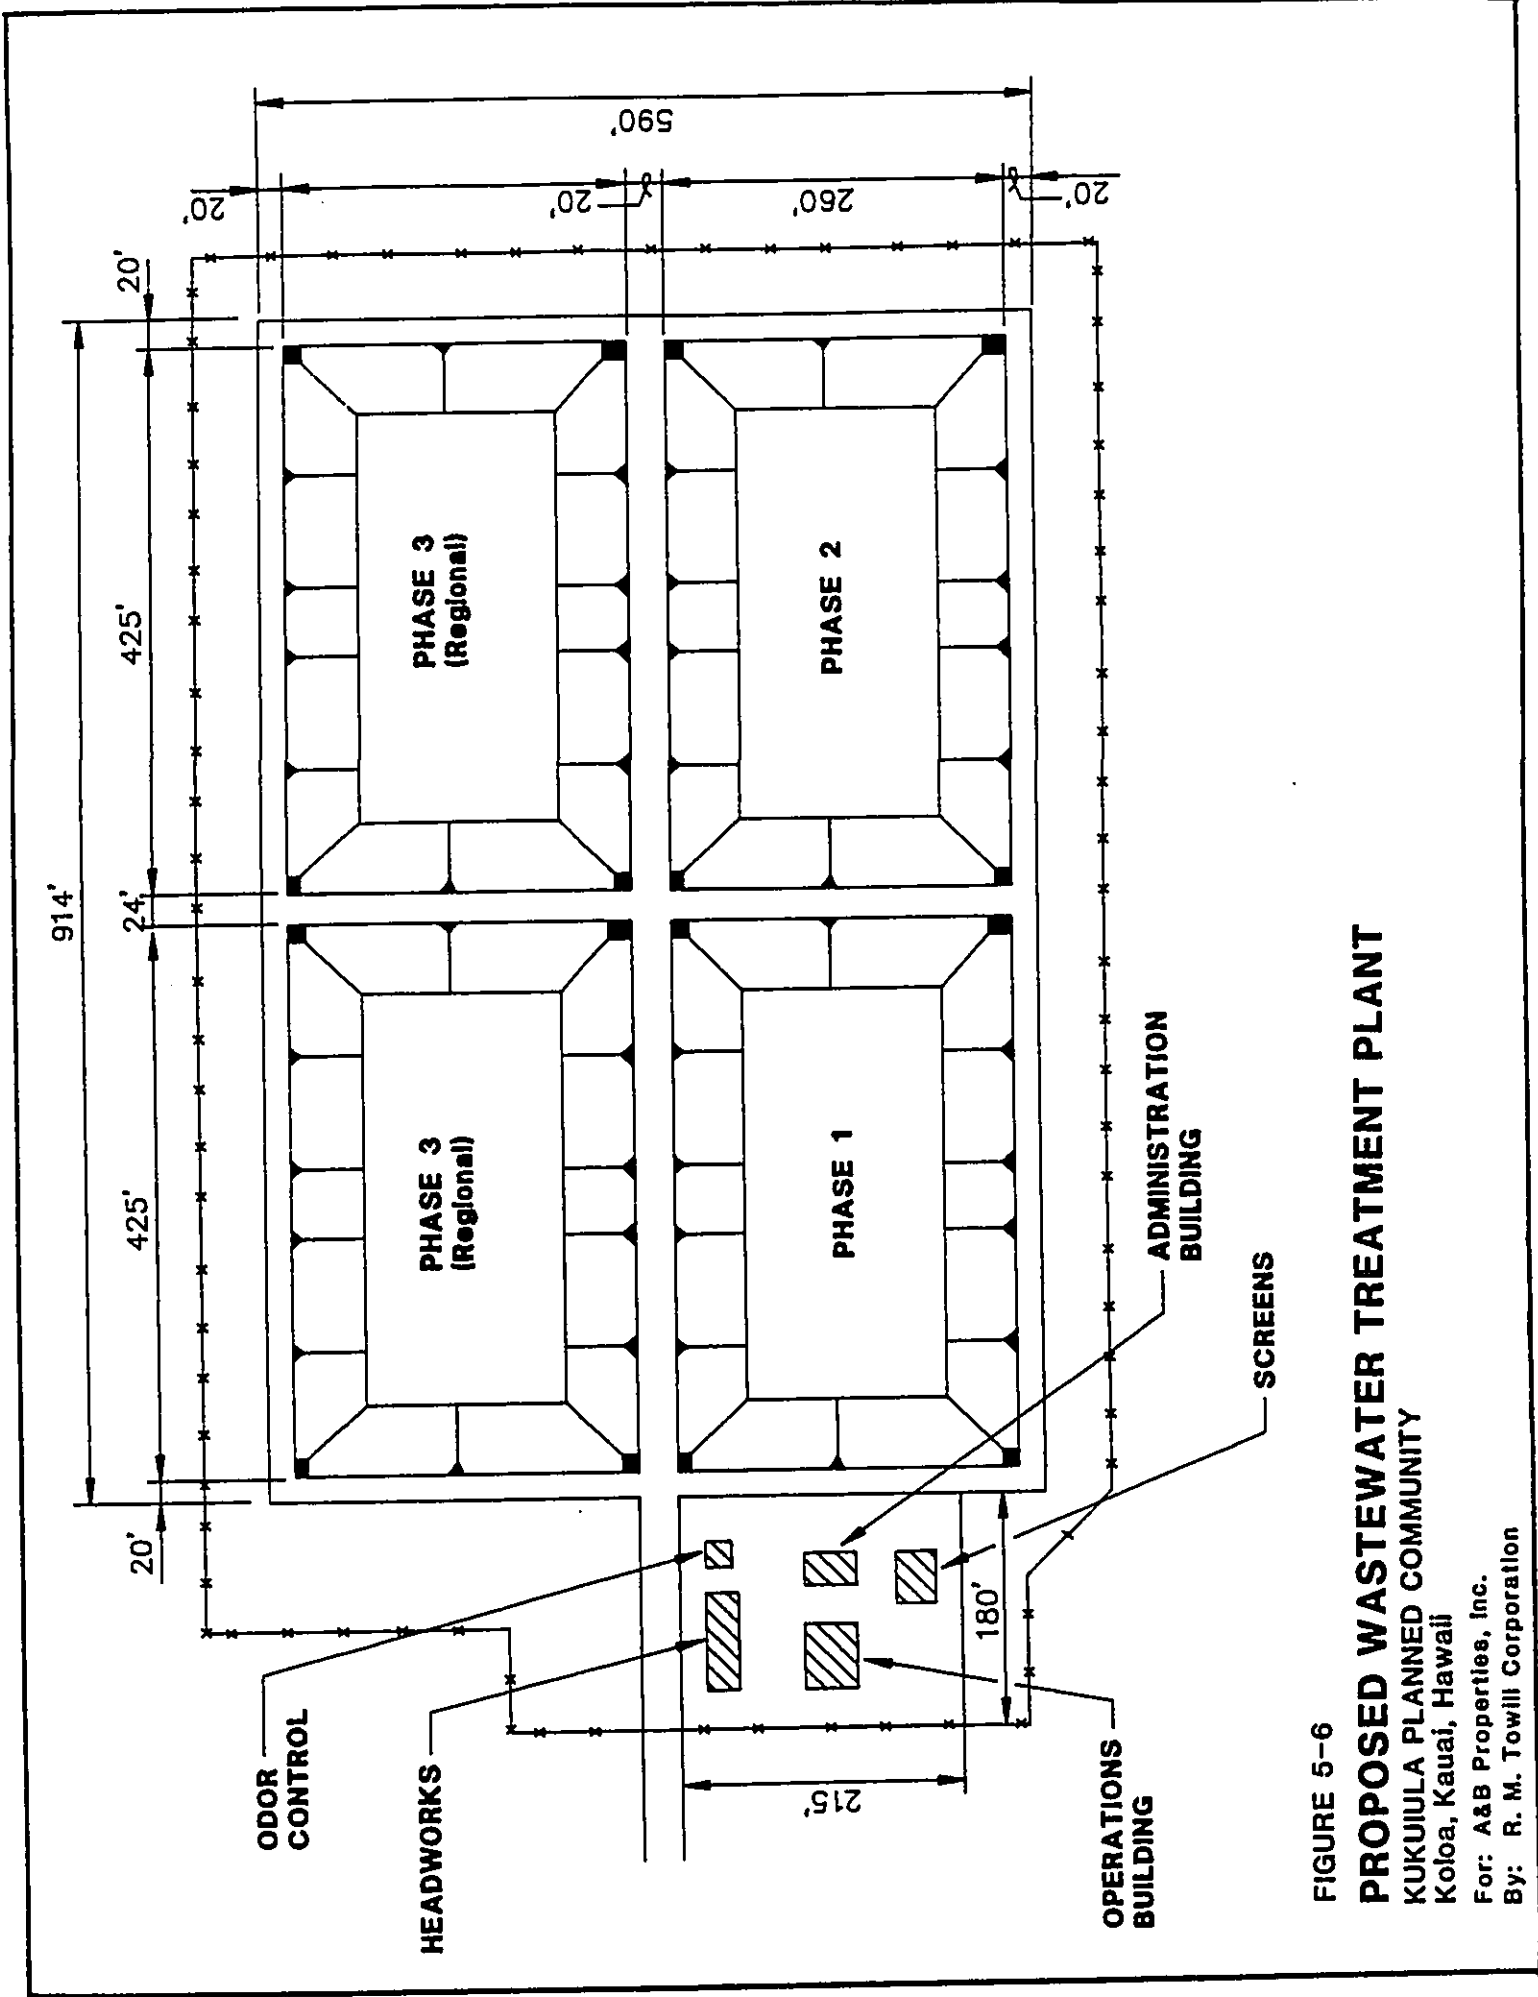 914'
20'
425'
24'
425'
20'
590'
20'
20'
260'
20'
PHASE 3
(Regional)
PHASE 3
(Regional)
PHASE 1
PHASE 2
ODOR
CONTROL
HEADWORKS
215'
180'
OPERATIONS
BUILDING
ADMINISTRATION
BUILDING
SCREENS
FIGURE 5-6
PROPOSED WASTEWATER TREATMENT PLANT
KUKUIULA PLANNED COMMUNITY
Koloa, Kauai, Hawaii
For: A&B Properties, Inc.
By: R. M. Towill Corporation